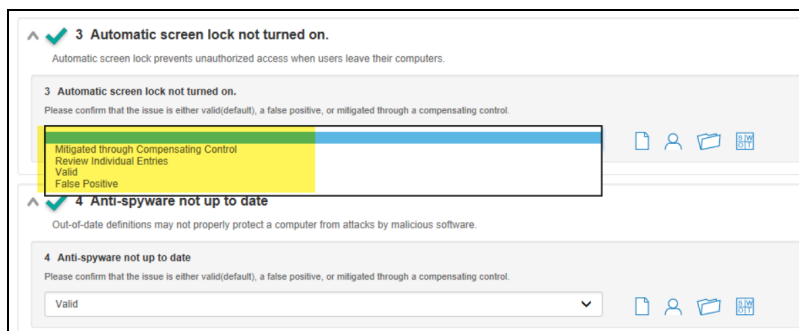 3 Automatic screen lock not turned on.
Automatic screen lock prevents unauthorized access when users leave their computers.
3 Automatic screen lock not turned on.
Please confirm that the issue is either valid(default), a false positive, or mitigated through a compensating control.
Mitigated through Compensating Control
Review Individual Entries
Valid
False Positive
S W
O T
4 Anti-spyware not up to date
Out-of-date definitions may not properly protect a computer from attacks by malicious software.
4 Anti-spyware not up to date
Please confirm that the issue is either valid(default), a false positive, or mitigated through a compensating control.
Valid
S W
O T